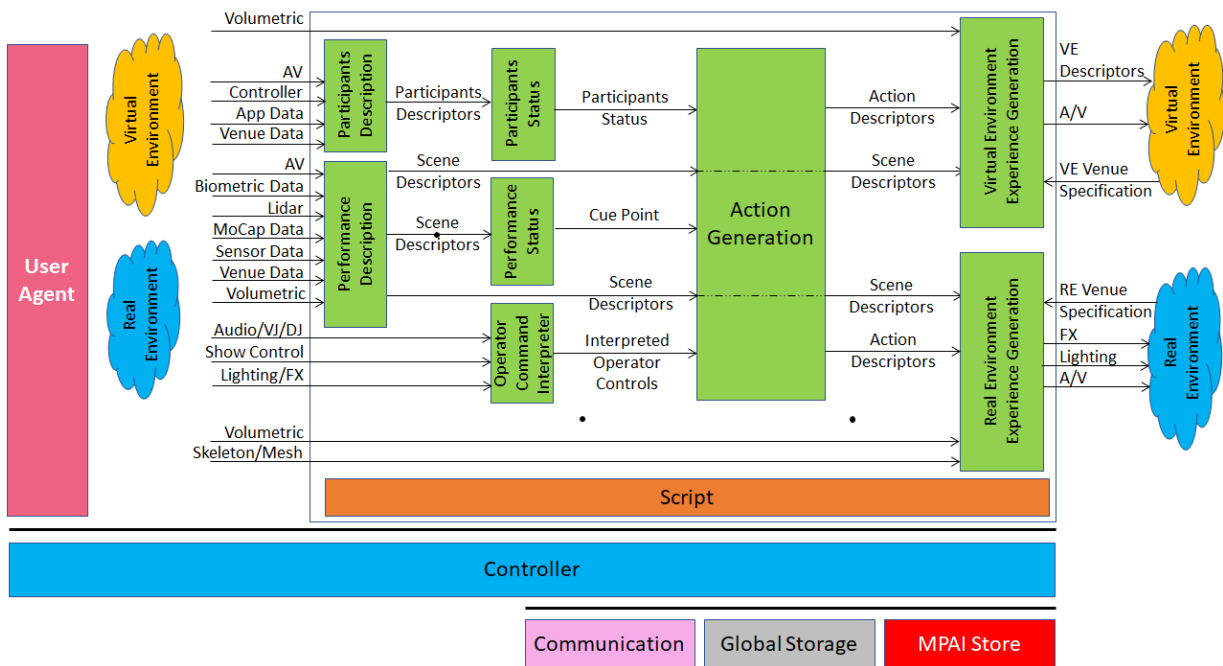 Volumetric
AV
Controller
App Data
Venue Data
AV
Biometric Data
Lidar
MoCap Data
Sensor Data
Venue Data
Volumetric
Audio/VJ/DJ
Show Control
Lighting/FX
Volumetric
Skeleton/Mesh
User
Agent
Virtual
Environment
Real
Environment
Participants
Description
Participants
Descriptors
Participants
Status
Participants
Status
Performance
Description
Scene
Descriptors
Scene
Descriptors
Performance
Status
Cue Point
Scene
Descriptors
Operator
Command
Interpreter
Interpreted
Operator
Controls
Action
Generation
Action
Descriptors
Scene
Descriptors
Scene
Descriptors
Action
Descriptors
Virtual Environment
Experience Generation
Real Environment
Experience Generation
VE
Descriptors
A/V
VE Venue
Specification
RE Venue
Specification
FX
Lighting
A/V
Virtual
Environment
Real
Environment
Script
Controller
Communication
Global Storage
MPAI Store